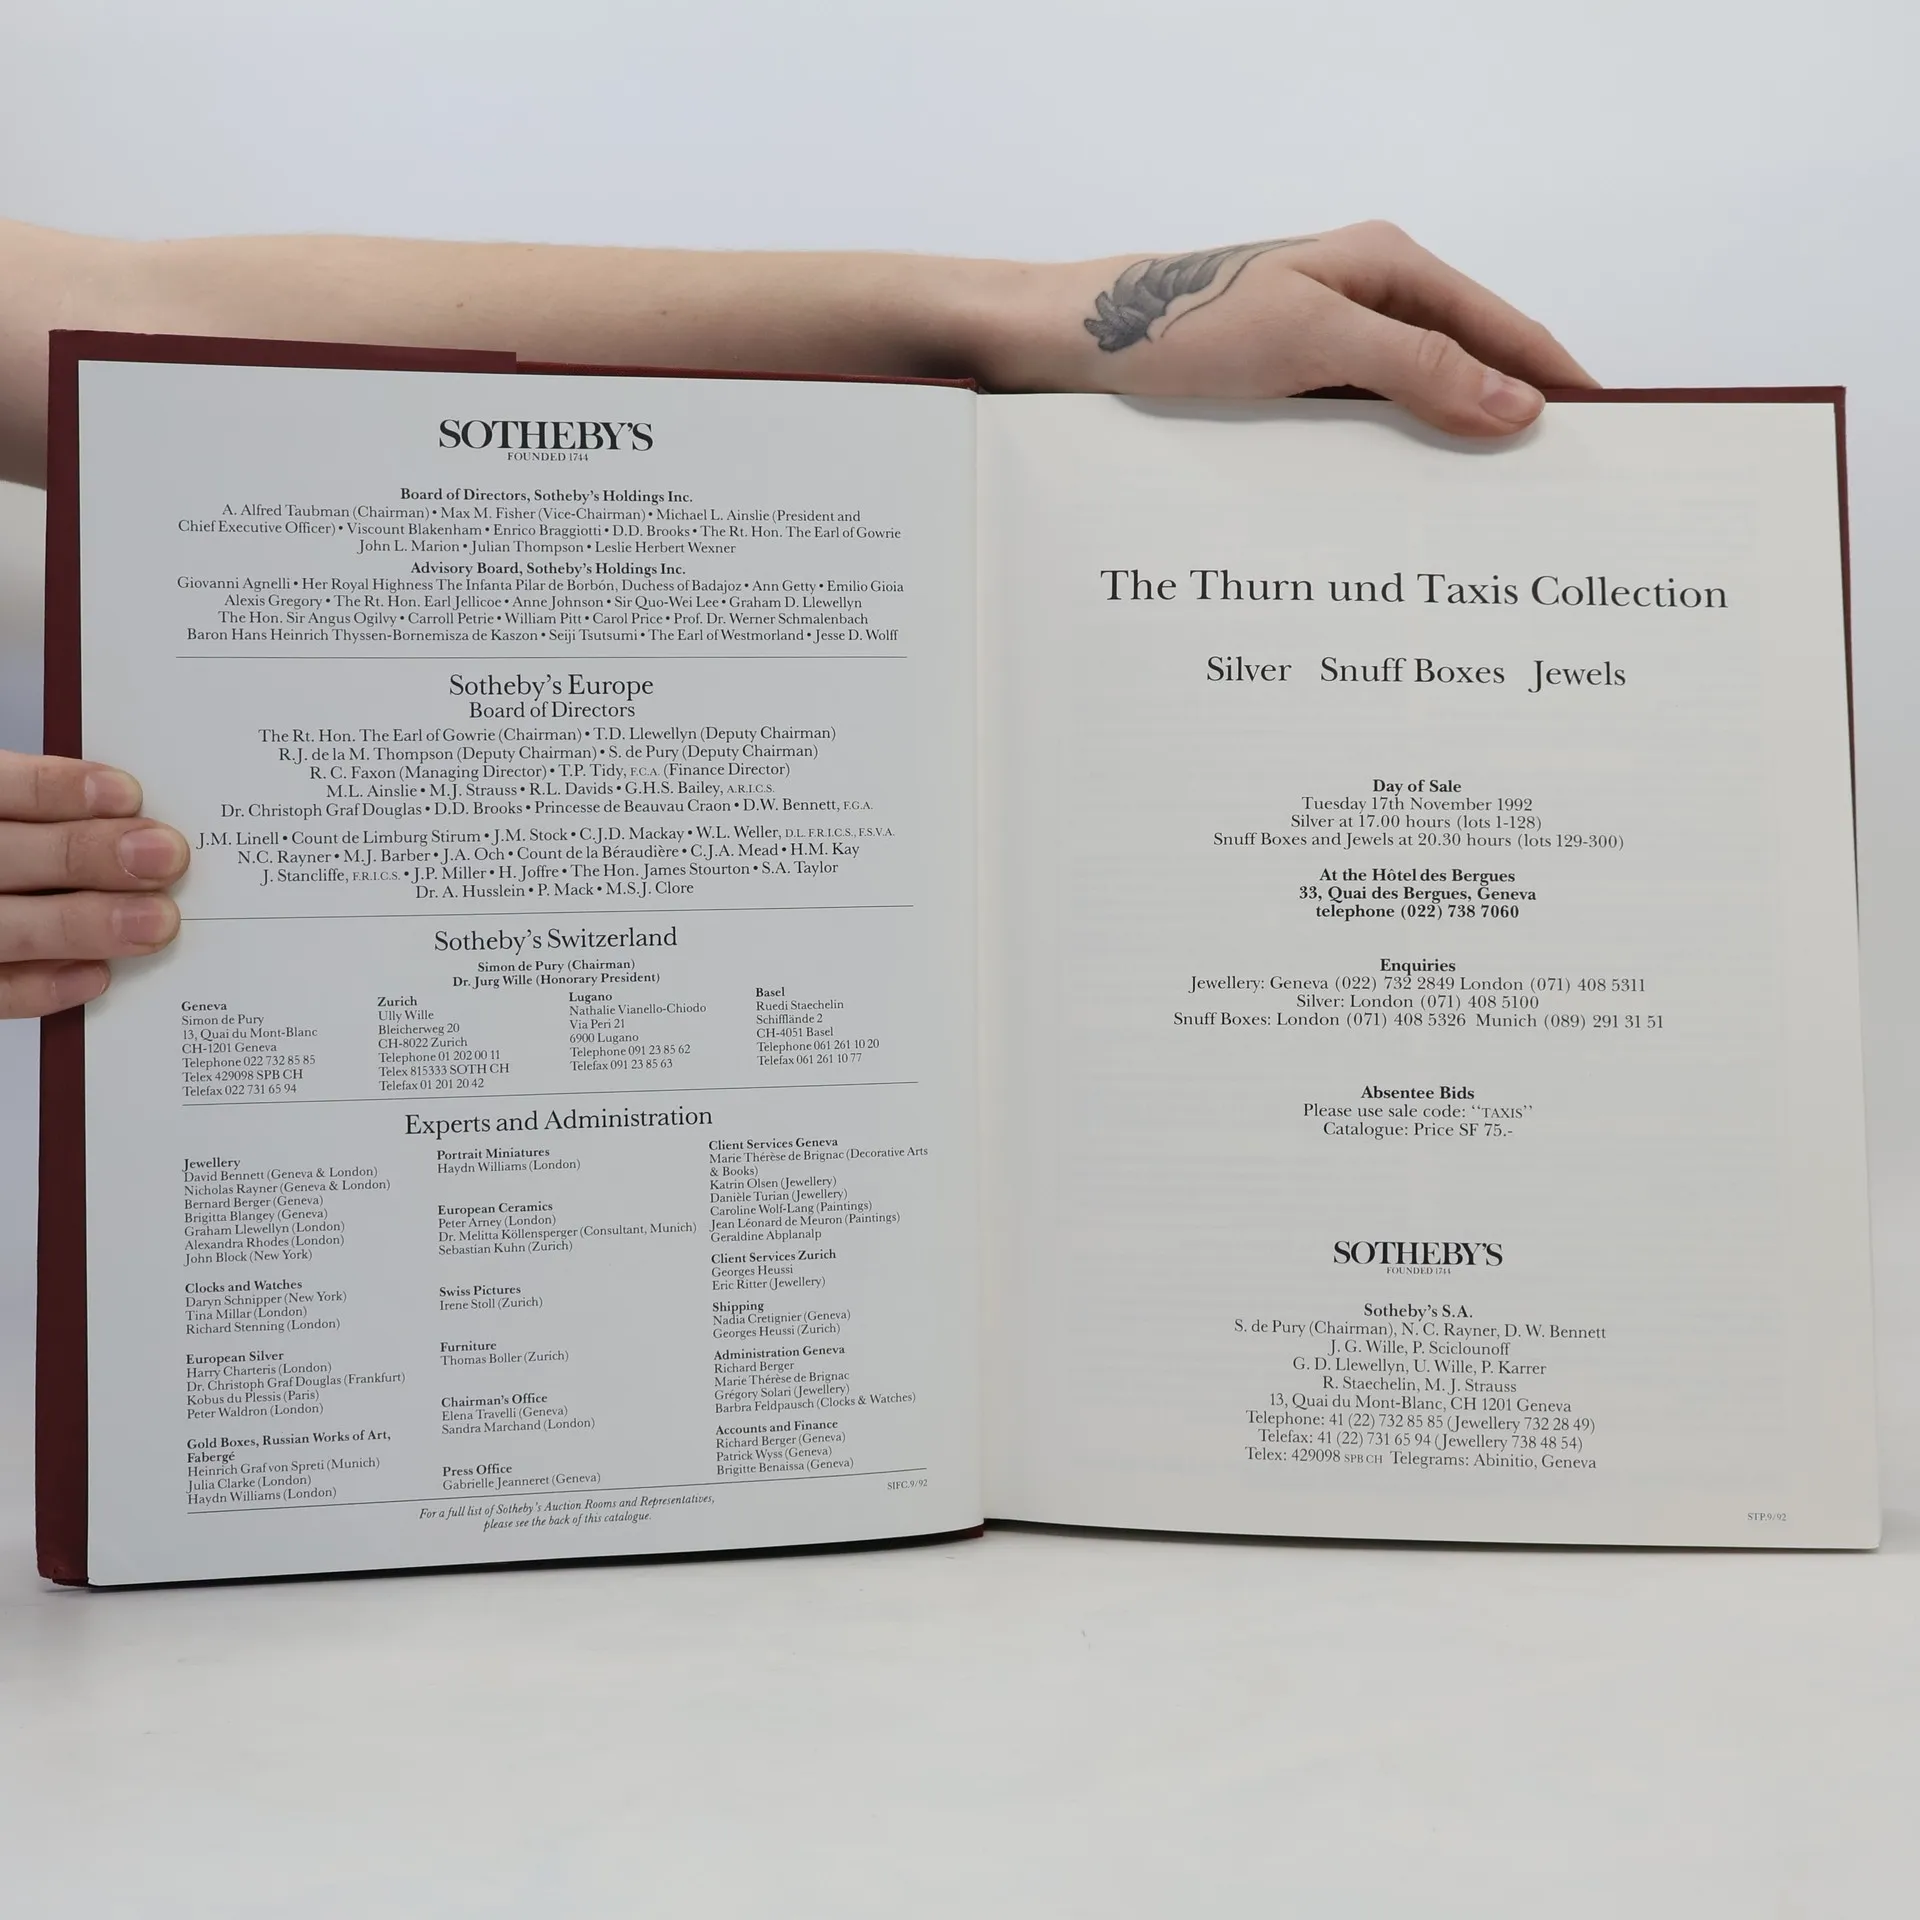 SOTHEBY'S
FOUNDED 1744
Board of Directors, Sotheby's Holdings Inc.
A. Alfred Taubman (Chairman) • Max M. Fisher (Vice-Chairman) • Michael L. Ainslie (President and
Chief Executive Officer) • Viscount Blakenham • Enrico Braggiotti • D.D. Brooks • The Rt. Hon. The Earl of Gowrie
John L. Marion • Julian Thompson • Leslie Herbert Wexner
Advisory Board, Sotheby's Holdings Inc.
Giovanni Agnelli • Her Royal Highness The Infanta Pilar de Borbón, Duchess of Badajoz • Ann Getty • Emilio Gioia
Alexis Gregory • The Rt. Hon. Earl Jellicoe • Anne Johnson • Sir Quo-Wei Lee • Graham D. Llewellyn
The Hon. Sir Angus Ogilvy • Carroll Petrie • William Pitt • Carol Price • Prof. Dr. Werner Schmalenbach
Baron Hans Heinrich Thyssen-Bornemisza de Kaszon • Seiji Tsutsumi • The Earl of Westmorland • Jesse D. Wolff
Sotheby's Europe
Board of Directors
The Rt. Hon. The Earl of Gowrie (Chairman) • T.D. Llewellyn (Deputy Chairman)
R.J. de la M. Thompson (Deputy Chairman) • S. de Pury (Deputy Chairman)
R. C. Faxon (Managing Director) • T.P. Tidy, F.C.A. (Finance Director)
M.L. Ainslie • M.J. Strauss • R.L. Davids • G.H.S. Bailey, A.R.I.C.S.
Dr. Christoph Graf Douglas • D.D. Brooks • Princesse de Beauvau Craon • D.W. Bennett, F.G.A.
J.M. Linell • Count de Limburg Stirum • J.M. Stock • C.J.D. Mackay • W.L. Weller, D.L. F.R.I.C.S., F.S.V.A.
N.C. Rayner • M.J. Barber • J.A. Och • Count de la Béraudière • C.J.A. Mead • H.M. Kay
J. Stancliffe, F.R.I.C.S. • J.P. Miller • H. Joffre • The Hon. James Stourton • S.A. Taylor
Dr. A. Husslein • P. Mack • M.S.J. Clore
Sotheby's Switzerland
Simon de Pury (Chairman)
Dr. Jurg Wille (Honorary President)
Geneva
Simon de Pury
13, Quai du Mont-Blanc
CH-1201 Geneva
Telephone 022 732 85 85
Telex 429098 SPB CH
Telefax 022 731 65 94
Zurich
Ully Wille
Bleicherweg 20
CH-8022 Zurich
Telephone 01 202 00 11
Telex 815333 SOTH CH
Telefax 01 201 20 42
Lugano
Nathalie Vianello-Chiodo
Via Peri 21
6900 Lugano
Telephone 091 23 85 62
Telefax 091 23 85 63
Basel
Ruedi Staechelin
Schifflände 2
CH-4051 Basel
Telephone 061 261 10 20
Telefax 061 261 10 77
Experts and Administration
Jewellery
David Bennett (Geneva & London)
Nicholas Rayner (Geneva & London)
Bernard Berger (Geneva)
Brigitta Blangey (Geneva)
Graham Llewellyn (London)
Alexandra Rhodes (London)
John Block (New York)
Clocks and Watches
Daryn Schnipper (New York)
Tina Millar (London)
Richard Stenning (London)
European Silver
Harry Charteris (London)
Dr. Christoph Graf Douglas (Frankfurt)
Kobus du Plessis (Paris)
Peter Waldron (London)
Gold Boxes, Russian Works of Art,
Fabergé
Heinrich Graf von Spreti (Munich)
Julia Clarke (London)
Haydn Williams (London)
Portrait Miniatures
Haydn Williams (London)
European Ceramics
Peter Arney (London)
Dr. Melitta Köllensperger (Consultant, Munich)
Sebastian Kuhn (Zurich)
Swiss Pictures
Irene Stoll (Zurich)
Furniture
Thomas Boller (Zurich)
Chairman's Office
Elena Travelli (Geneva)
Sandra Marchand (London)
Press Office
Gabrielle Jeanneret (Geneva)
Client Services Geneva
Marie Thérèse de Brignac (Decorative Arts
& Books)
Katrin Olsen (Jewellery)
Danièle Turian (Jewellery)
Caroline Wolf-Lang (Paintings)
Jean Léonard de Meuron (Paintings)
Geraldine Abplanalp
Client Services Zurich
Georges Heussi
Eric Ritter (Jewellery)
Shipping
Nadia Cretignier (Geneva)
Georges Heussi (Zurich)
Administration Geneva
Richard Berger
Marie Thérèse de Brignac
Grégory Solari (Jewellery)
Barbra Feldpausch (Clocks & Watches)
Accounts and Finance
Richard Berger (Geneva)
Patrick Wyss (Geneva)
Brigitte Benaissa (Geneva)
SIFC.9/92
For a full list of Sotheby's Auction Rooms and Representatives,
please see the back of this catalogue.
The Thurn und Taxis Collection
Silver Snuff Boxes Jewels
Day of Sale
Tuesday 17th November 1992
Silver at 17.00 hours (lots 1-128)
Snuff Boxes and Jewels at 20.30 hours (lots 129-300)
At the Hôtel des Bergues
33, Quai des Bergues, Geneva
telephone (022) 738 7060
Enquiries
Jewellery: Geneva (022) 732 2849 London (071) 408 5311
Silver: London (071) 408 5100
Snuff Boxes: London (071) 408 5326 Munich (089) 291 31 51
Absentee Bids
Please use sale code: "TAXIS"
Catalogue: Price SF 75.-
SOTHEBY'S
FOUNDED 1744
Sotheby's S.A.
S. de Pury (Chairman), N. C. Rayner, D. W. Bennett
J. G. Wille, P. Sciclounoff
G. D. Llewellyn, U. Wille, P. Karrer
R. Staechelin, M. J. Strauss
13, Quai du Mont-Blanc, CH 1201 Geneva
Telephone: 41 (22) 732 85 85 (Jewellery 732 28 49)
Telefax: 41 (22) 731 65 94 (Jewellery 738 48 54)
Telex: 429098 SPB CH Telegrams: Abinitio, Geneva
STP.9/92